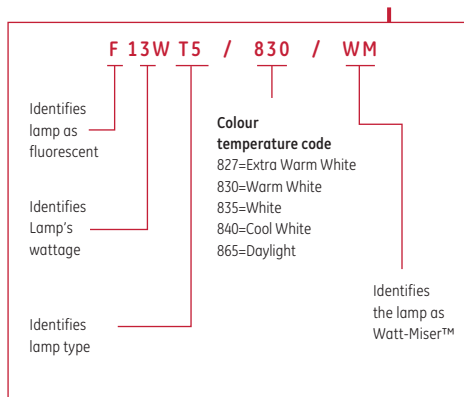 F 13W T5 / 830 / WM
Identifies
lamp as
fluorescent
Identifies
Lamp's
wattage
Identifies
lamp type
Colour
temperature code
827=Extra Warm White
830=Warm White
835=White
840=Cool White
865=Daylight
Identifies
the lamp as
Watt-Miser™